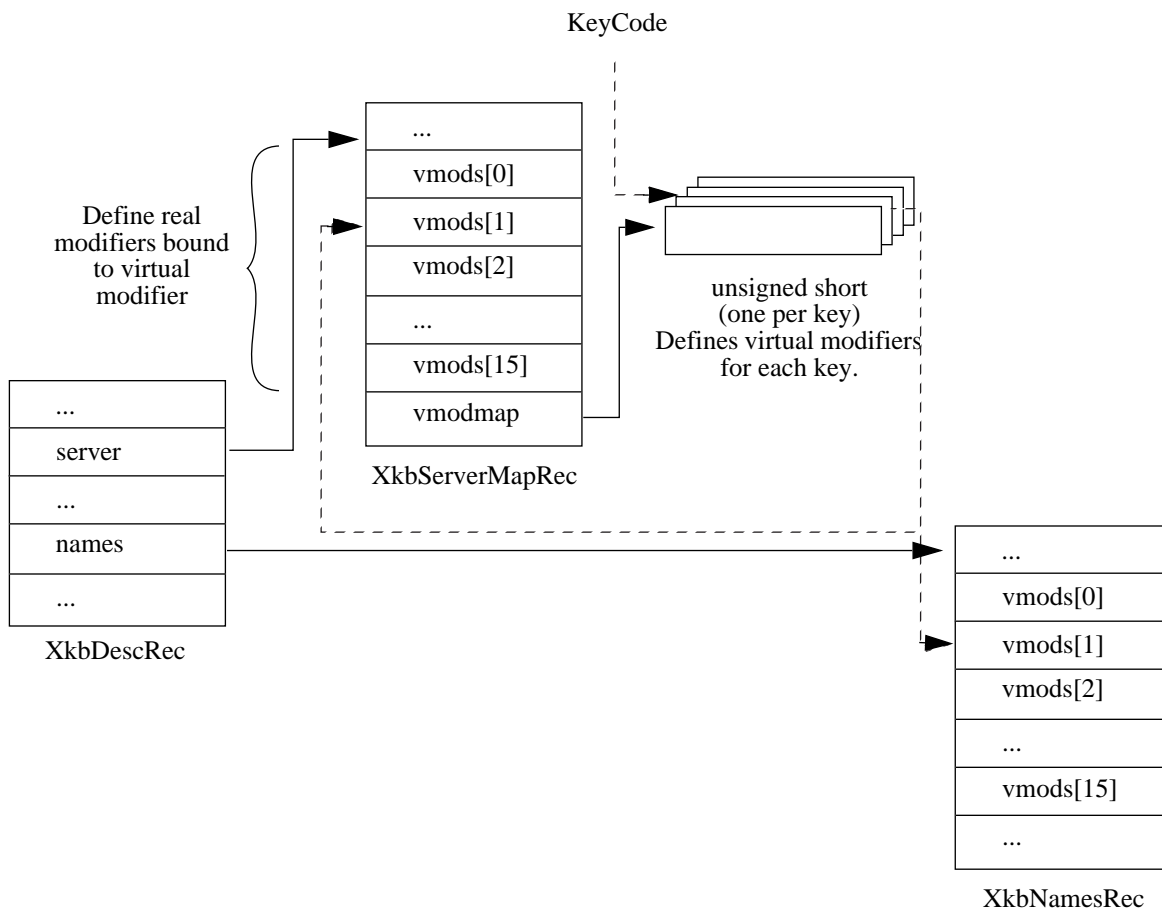 KeyCode
...
vmods[0]
vmods[1]
vmods[2]
...
vmods[15]
vmodmap
XkbServerMapRec
Define real
modifiers bound
to virtual
modifier
unsigned short
(one per key)
Defines virtual modifiers
for each key.
...
server
...
names
...
XkbDescRec
...
vmods[0]
vmods[1]
vmods[2]
...
vmods[15]
...
XkbNamesRec